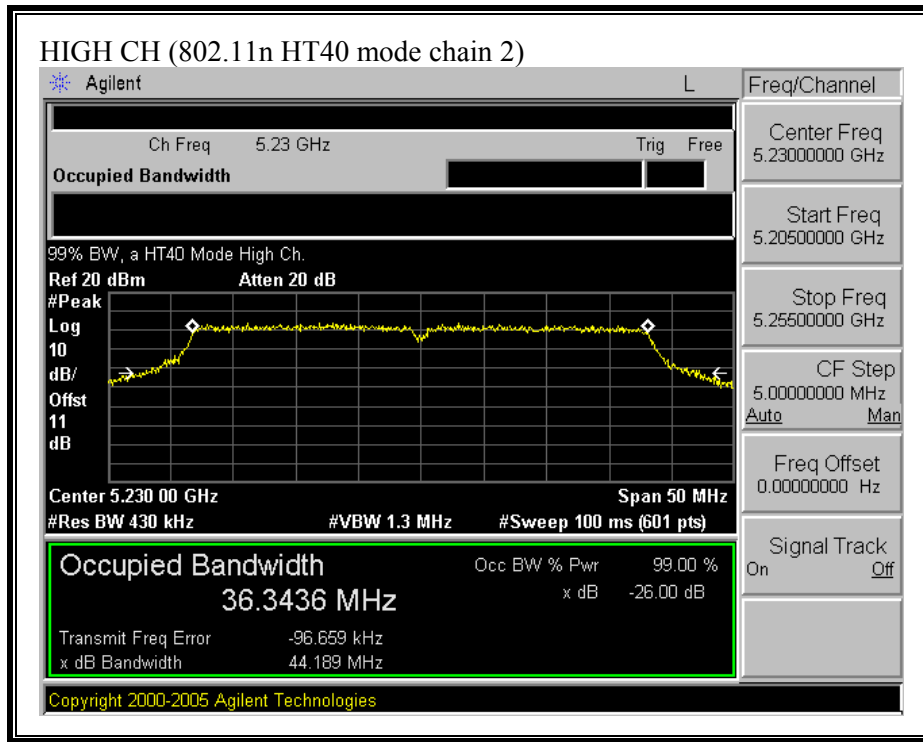 HIGH CH (802.11n HT40 mode chain 2)
Agilent L
Freq/Channel
Ch Freq 5.23 GHz Trig Free
Occupied Bandwidth
99% BW, a HT40 Mode High Ch.
Ref 20 dBm Atten 20 dB
#Peak
Log
10
dB/
Offst
11
dB
Center 5.230 00 GHz Span 50 MHz
#Res BW 430 kHz #VBW 1.3 MHz #Sweep 100 ms (601 pts)
Occupied Bandwidth
36.3436 MHz
Occ BW % Pwr 99.00 %
x dB -26.00 dB
Transmit Freq Error -96.659 kHz
x dB Bandwidth 44.189 MHz
Copyright 2000-2005 Agilent Technologies
Center Freq
5.23000000 GHz
Start Freq
5.20500000 GHz
Stop Freq
5.25500000 GHz
CF Step
5.00000000 MHz
Auto Man
Freq Offset
0.00000000 Hz
Signal Track
On Off